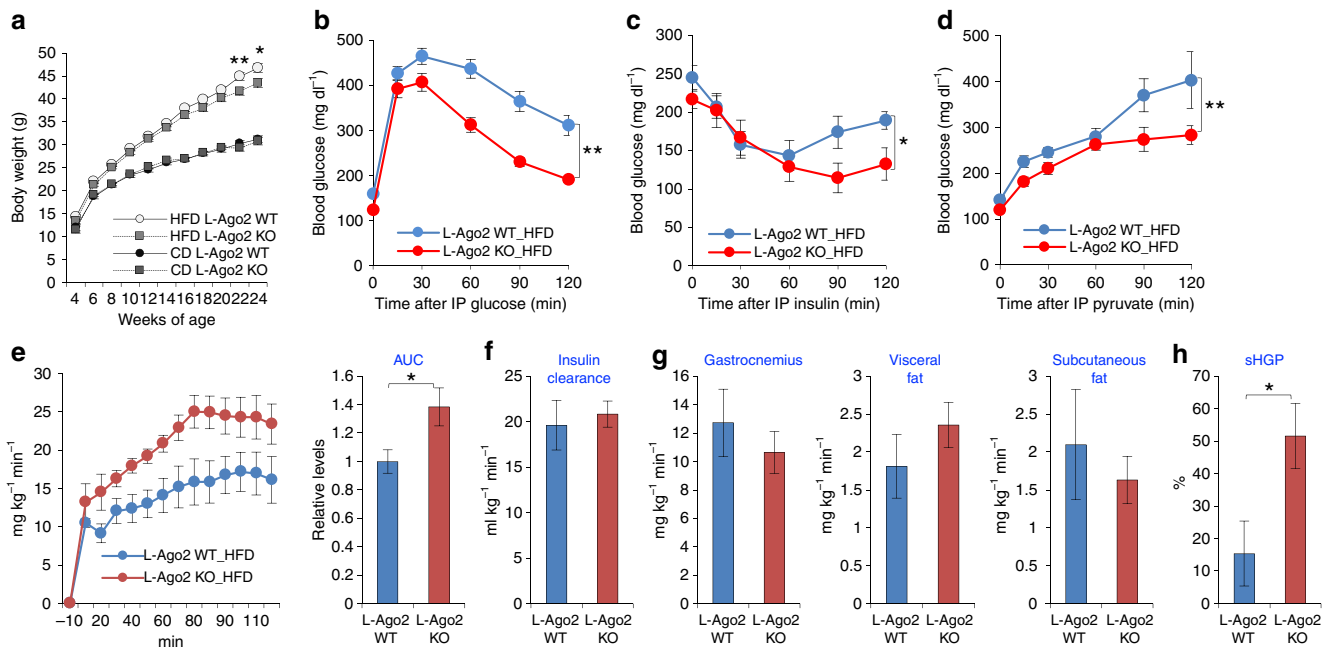 a
50
45
40
35
30
25
20
15
10
5
0
Body weight (g)
** *
HFD L-Ago2 WT
HFD L-Ago2 KO
CD L-Ago2 WT
CD L-Ago2 KO
4 6 8 10 12 14 16 18 20 22 24
Weeks of age
b
500
400
300
200
100
0
Blood glucose (mg dl⁻¹)
**
L-Ago2 WT_HFD
L-Ago2 KO_HFD
0 30 60 90 120
Time after IP glucose (min)
c
300
250
200
150
100
50
0
Blood glucose (mg dl⁻¹)
*
L-Ago2 WT_HFD
L-Ago2 KO_HFD
0 30 60 90 120
Time after IP insulin (min)
d
500
400
300
200
100
0
Blood glucose (mg dl⁻¹)
**
L-Ago2 WT_HFD
L-Ago2 KO_HFD
0 30 60 90 120
Time after IP pyruvate (min)
e
30
25
20
15
10
5
0
mg kg⁻¹ min⁻¹
L-Ago2 WT_HFD
L-Ago2 KO_HFD
–10 20 40 60 80 90 110
min
AUC
1.6
1.4
1.2
1.0
0.8
0.6
0.4
0.2
0
Relative levels
*
L-Ago2 L-Ago2
WT KO
f
Insulin
clearance
25
20
15
10
5
0
ml kg⁻¹ min⁻¹
L-Ago2 L-Ago2
WT KO
g
Gastrocnemius
16
14
12
10
8
6
4
2
0
mg kg⁻¹ min⁻¹
L-Ago2 L-Ago2
WT KO
Visceral
fat
3
2.5
2
1.5
1
0.5
0
mg kg⁻¹ min⁻¹
L-Ago2 L-Ago2
WT KO
Subcutaneous
fat
3
2.5
2
1.5
1
0.5
0
mg kg⁻¹ min⁻¹
L-Ago2 L-Ago2
WT KO
h
sHGP
70
60
50
40
30
20
10
0
%
*
L-Ago2 L-Ago2
WT KO